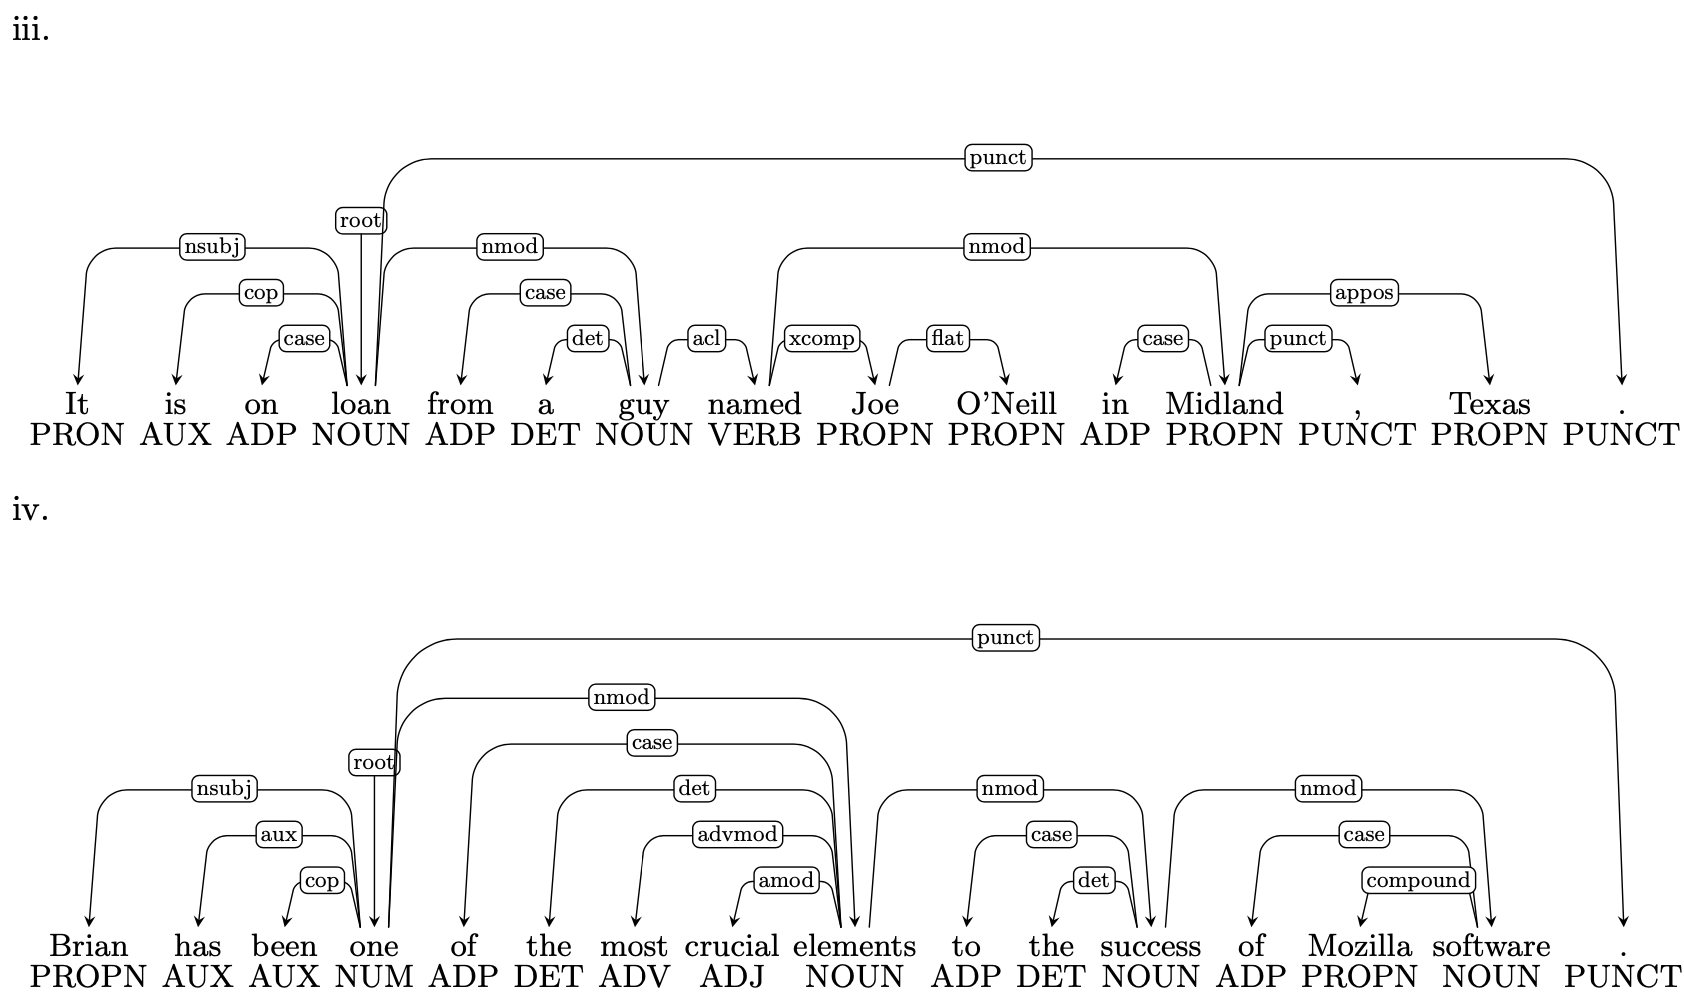 iii.
punct
root
nsubj nmod nmod
cop case appos
case det acl xcomp flat case punct
It is on loan from a guy named Joe O'Neill in Midland , Texas .
PRON AUX ADP NOUN ADP DET NOUN VERB PROPN PROPN ADP PROPN PUNCT PROPN PUNCT
iv.
punct
nmod
case
root
nsubj det nmod nmod
aux advmod case case
cop amod det compound
Brian has been one of the most crucial elements to the success of Mozilla software .
PROPN AUX AUX NUM ADP DET ADV ADJ NOUN ADP DET NOUN ADP PROPN NOUN PUNCT